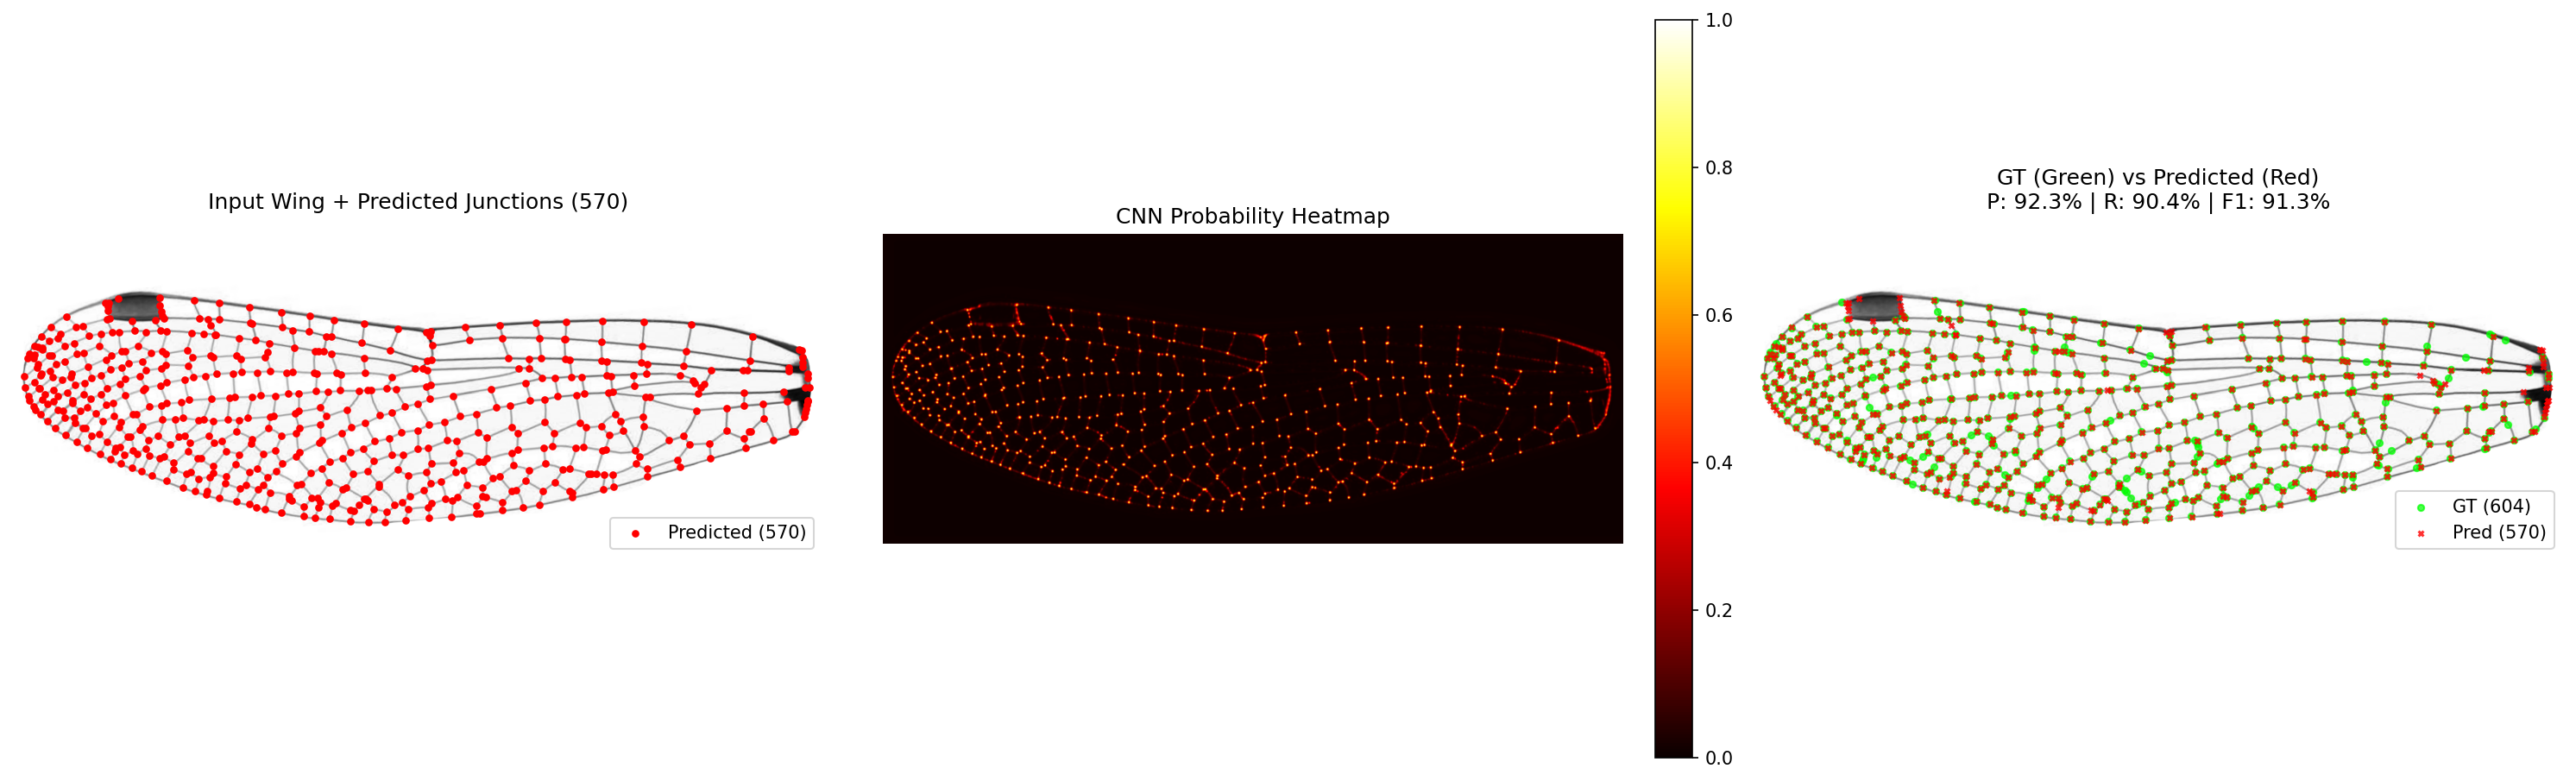 Input Wing + Predicted Junctions (570)
Predicted (570)
CNN Probability Heatmap
1.0
0.8
0.6
0.4
0.2
0.0
GT (Green) vs Predicted (Red)
P: 92.3% | R: 90.4% | F1: 91.3%
GT (604)
Pred (570)